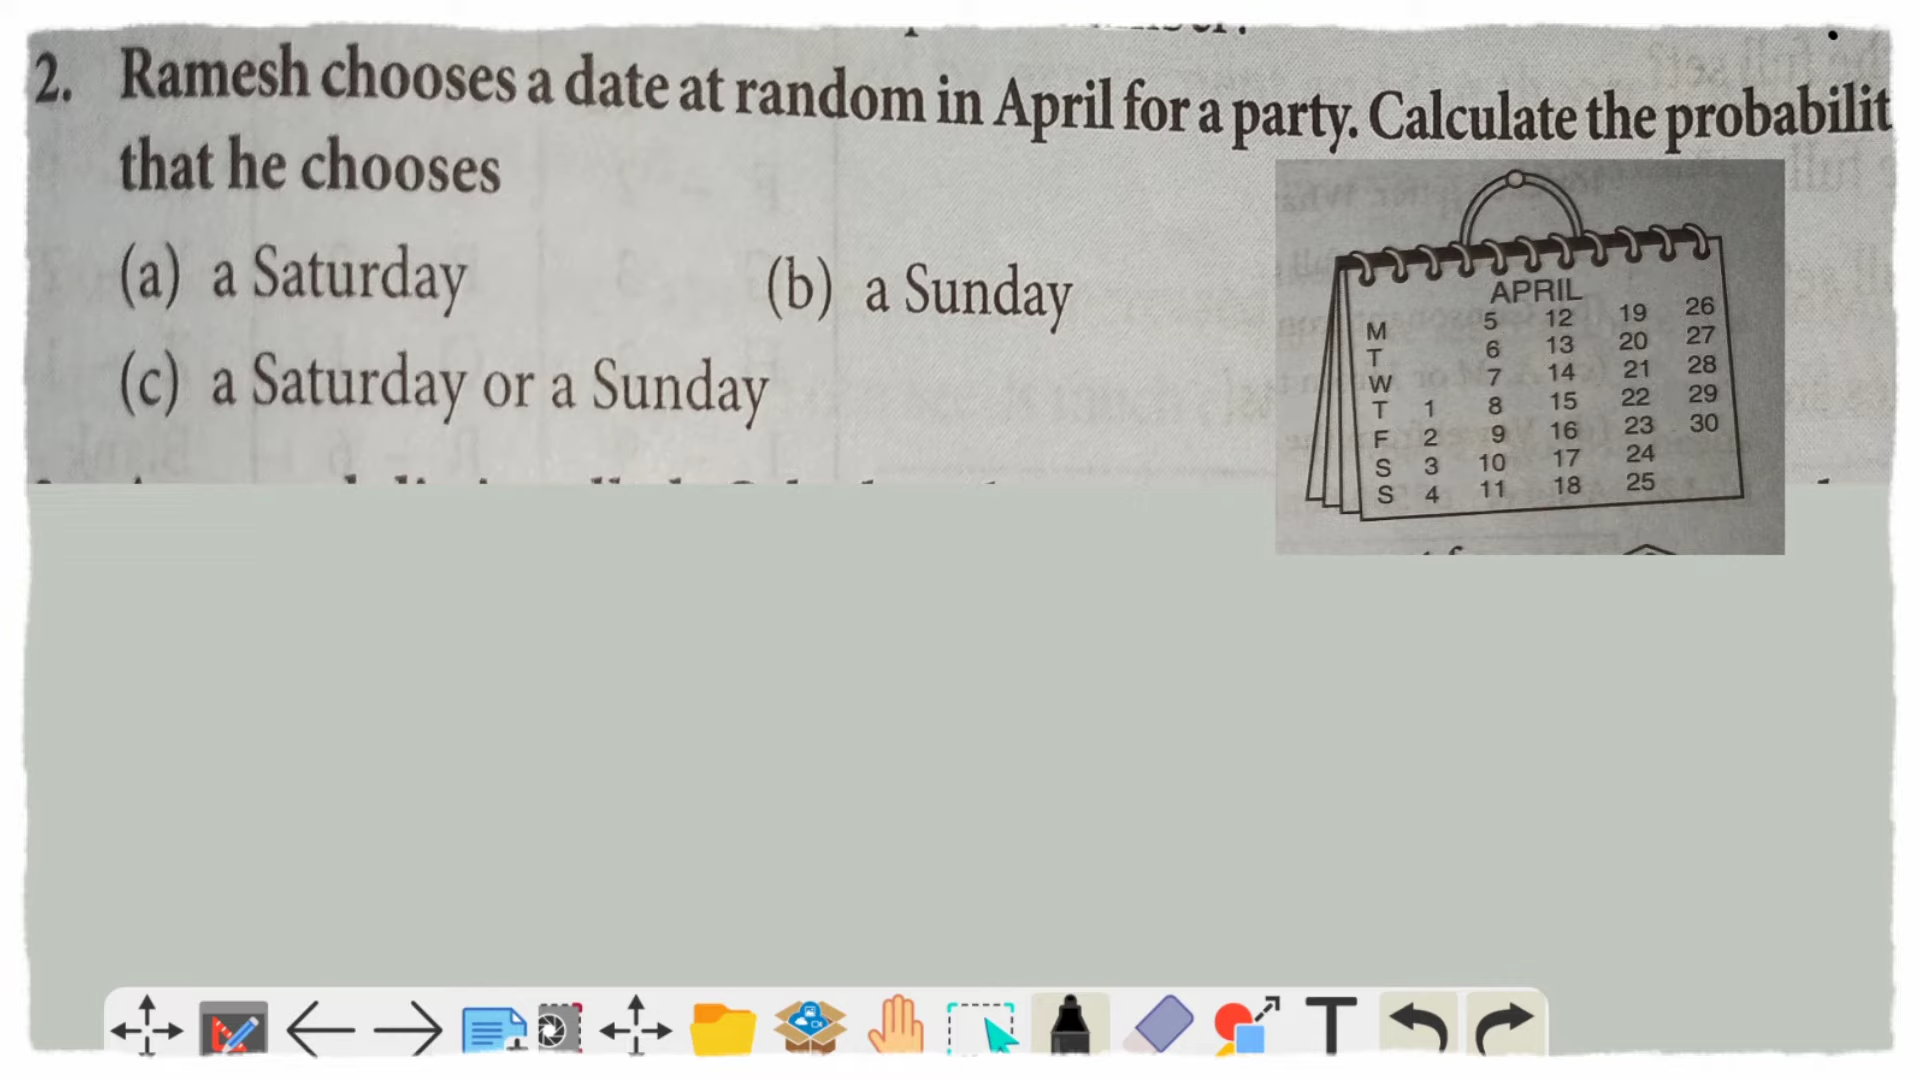 2. Ramesh chooses a date at random in April for a party. Calculate the probabilit
that he chooses
(a) a Saturday (b) a Sunday
(c) a Saturday or a Sunday
APRIL
M 5 12 19 26
T 6 13 20 27
W 7 14 21 28
T 1 8 15 22 29
F 2 9 16 23 30
S 3 10 17 24
S 4 11 18 25
T